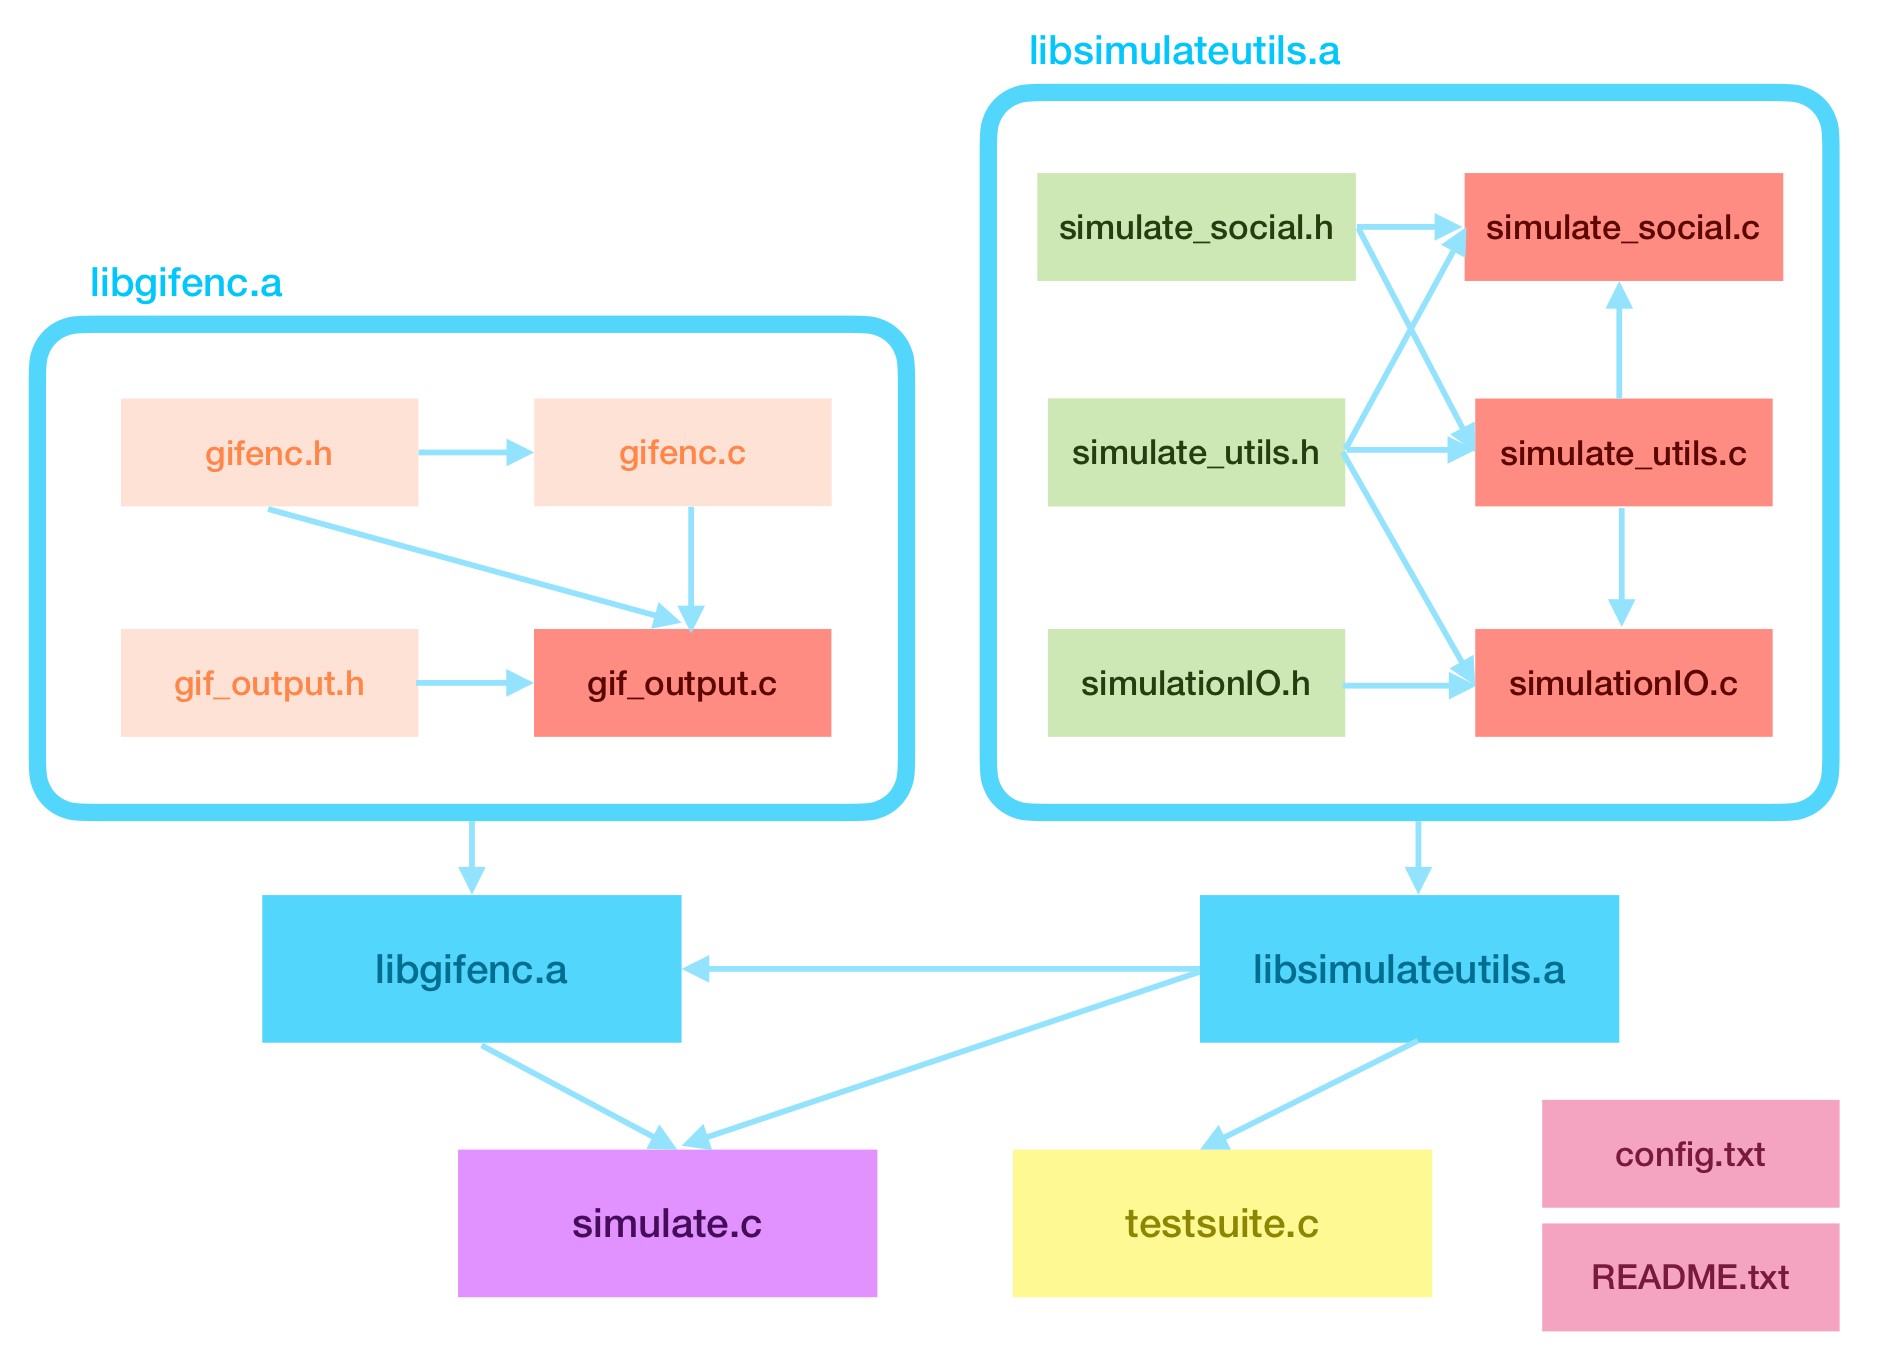 libsimulateutils.a
simulate_social.h
simulate_social.c
libgifenc.a
gifenc.h
gifenc.c
simulate_utils.h
simulate_utils.c
gif_output.h
gif_output.c
simulationIO.h
simulationIO.c
libgifenc.a
libsimulateutils.a
config.txt
simulate.c
testsuite.c
README.txt